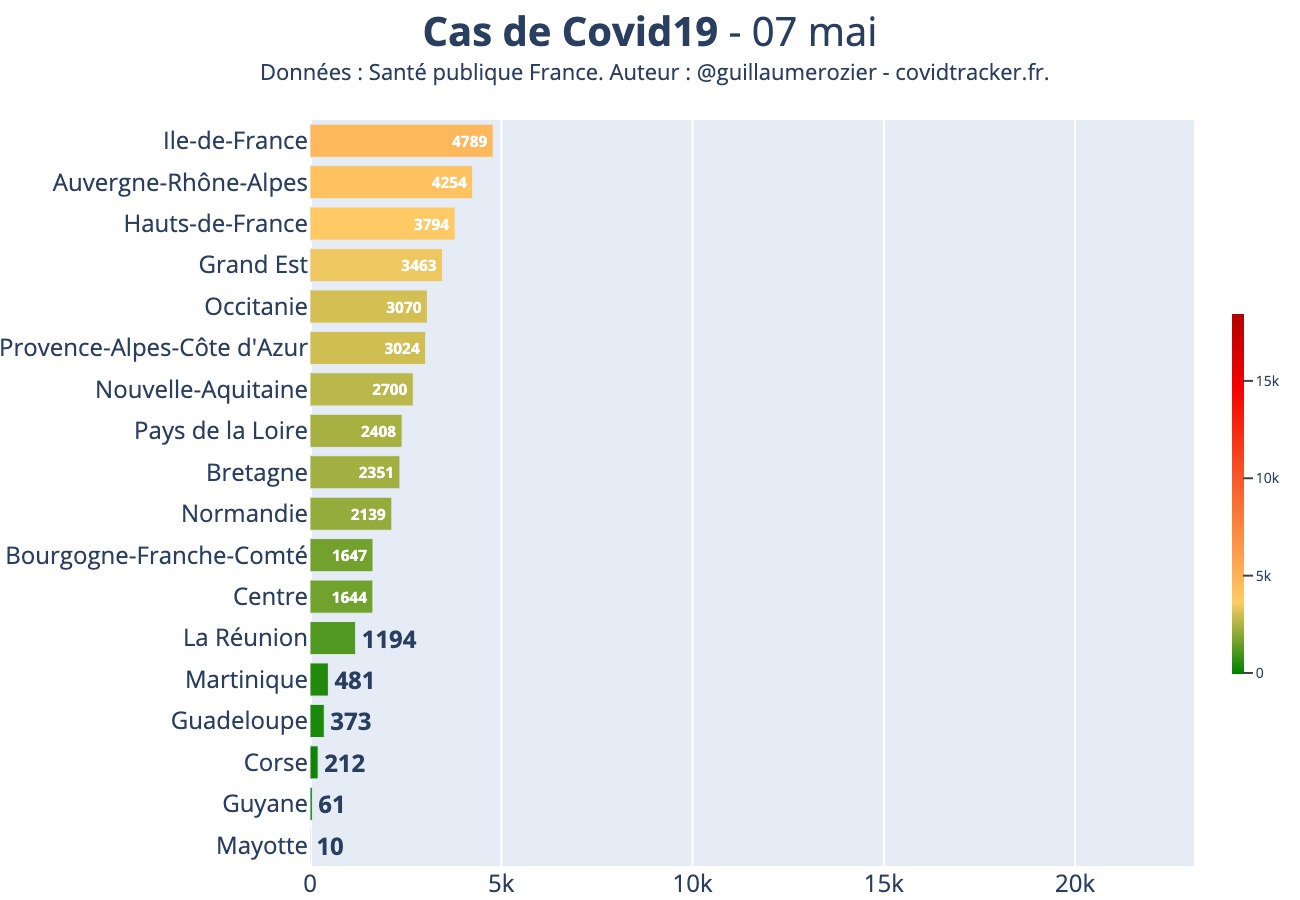 Cas de Covid19 - 07 mai
Données : Santé publique France. Auteur : @guillaumerozier - covidtracker.fr.
Ile-de-France 4789
Auvergne-Rhône-Alpes 4254
Hauts-de-France 3794
Grand Est 3463
Occitanie 3070
Provence-Alpes-Côte d'Azur 3024
Nouvelle-Aquitaine 2700
Pays de la Loire 2408
Bretagne 2351
Normandie 2139
Bourgogne-Franche-Comté 1647
Centre 1644
La Réunion 1194
Martinique 481
Guadeloupe 373
Corse 212
Guyane 61
Mayotte 10
0 5k 10k 15k 20k
15k
10k
5k
0